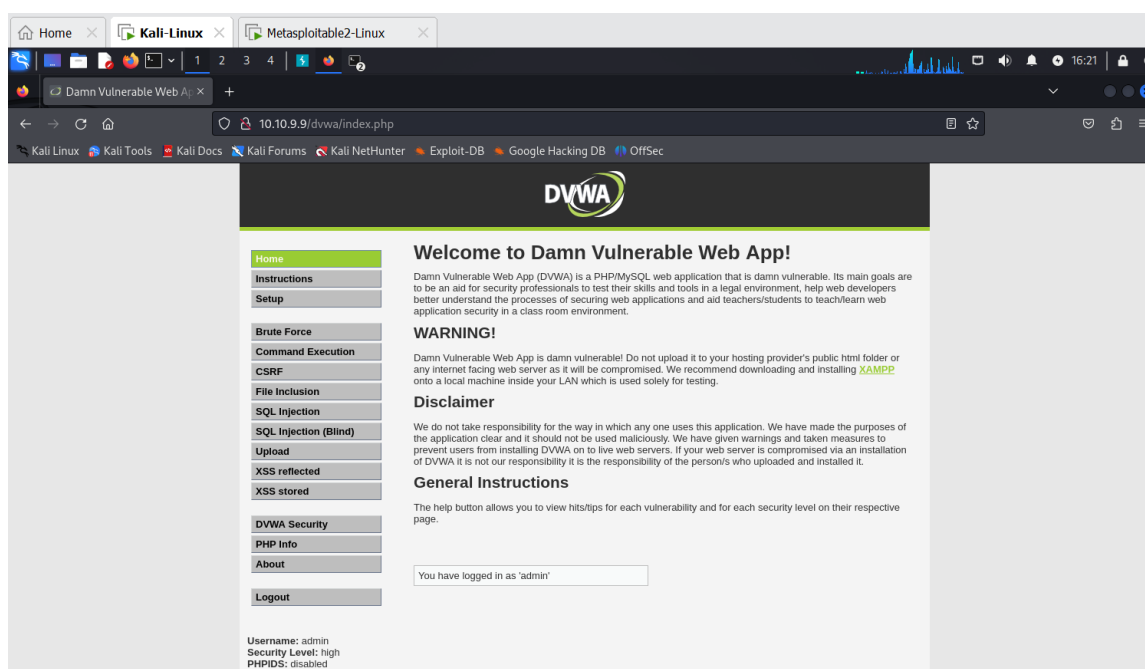 Home
Kali-Linux
Metasploitable2-Linux
1 2 3 4
16:21
Damn Vulnerable Web Ap
10.10.9.9/dvwa/index.php
Kali Linux Kali Tools Kali Docs Kali Forums Kali NetHunter Exploit-DB Google Hacking DB OffSec
DVWA
Home
Instructions
Setup
Brute Force
Command Execution
CSRF
File Inclusion
SQL Injection
SQL Injection (Blind)
Upload
XSS reflected
XSS stored
DVWA Security
PHP Info
About
Logout
Welcome to Damn Vulnerable Web App!
Damn Vulnerable Web App (DVWA) is a PHP/MySQL web application that is damn vulnerable. Its main goals are
to be an aid for security professionals to test their skills and tools in a legal environment, help web developers
better understand the processes of securing web applications and aid teachers/students to teach/learn web
application security in a class room environment.
WARNING!
Damn Vulnerable Web App is damn vulnerable! Do not upload it to your hosting provider's public html folder or
any internet facing web server as it will be compromised. We recommend downloading and installing XAMPP
onto a local machine inside your LAN which is used solely for testing.
Disclaimer
We do not take responsibility for the way in which any one uses this application. We have made the purposes of
the application clear and it should not be used maliciously. We have given warnings and taken measures to
prevent users from installing DVWA on to live web servers. If your web server is compromised via an installation
of DVWA it is not our responsibility it is the responsibility of the person/s who uploaded and installed it.
General Instructions
The help button allows you to view hits/tips for each vulnerability and for each security level on their respective
page.
You have logged in as 'admin'
Username: admin
Security Level: high
PHPIDS: disabled